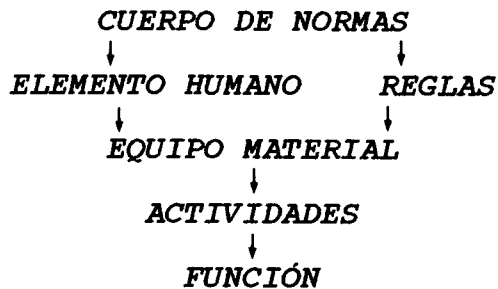 CUERPO DE NORMAS
ELEMENTO HUMANO REGLAS
EQUIPO MATERIAL
ACTIVIDADES
FUNCIÓN